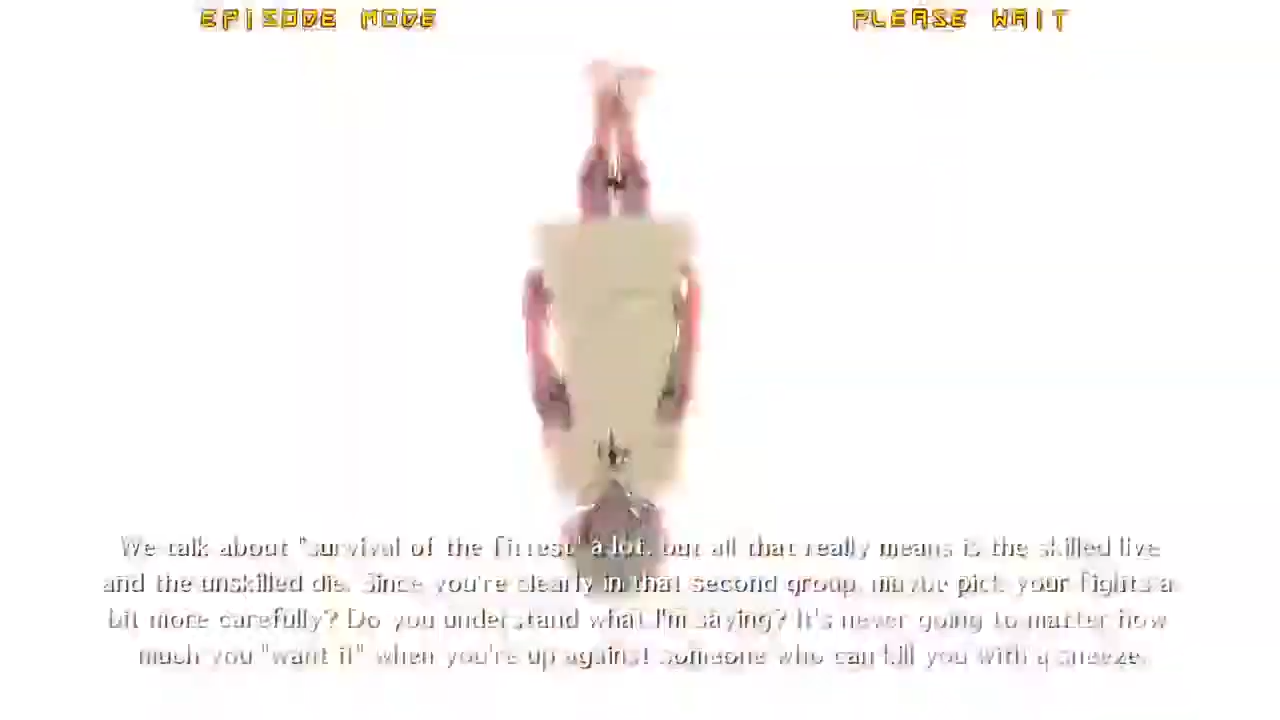 EPISODE MODE
PLEASE WAIT
We talk about "survival of the fittest" a lot, but all that really means is the skilled live
and the unskilled die. Since you're clearly in that second group, maybe pick your fights a
bit more carefully? Do you understand what I'm saying? It's never going to matter how
much you "want it" when you're up against someone who can kill you with a sneeze.